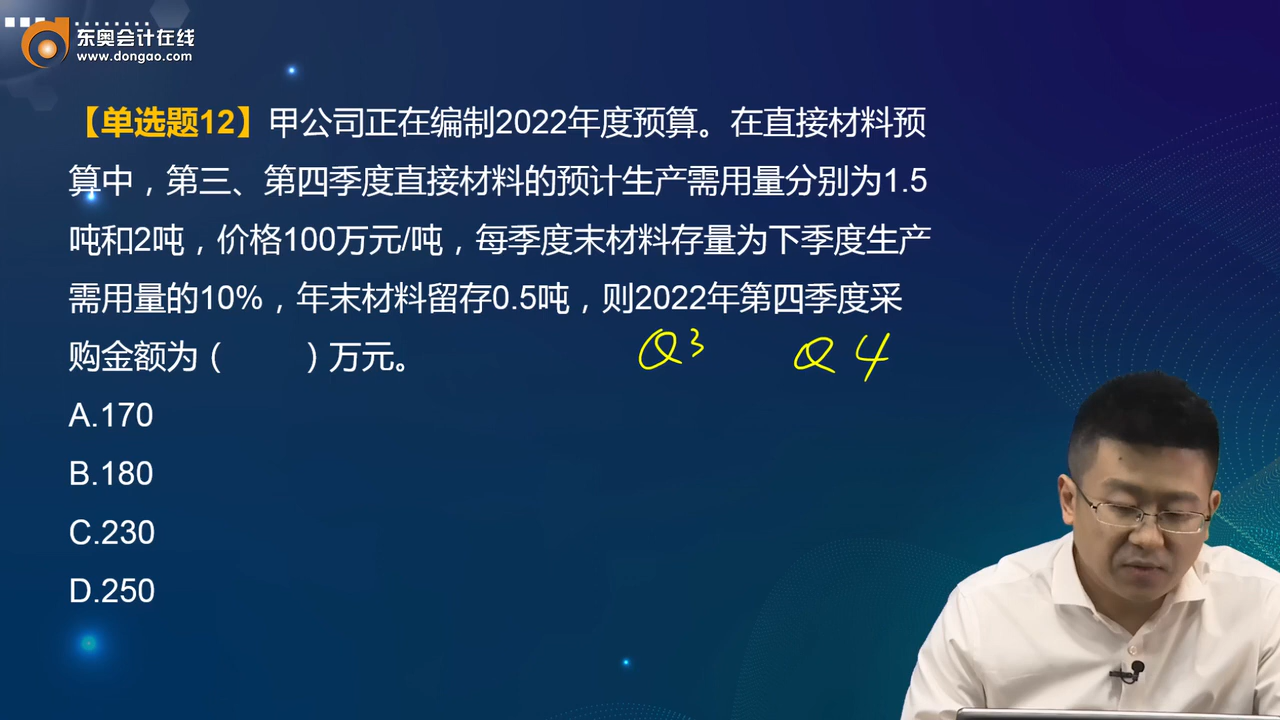 东奥会计在线
www.dongao.com
【单选题12】甲公司正在编制2022年度预算。在直接材料预
算中，第三、第四季度直接材料的预计生产需用量分别为1.5
吨和2吨，价格100万元/吨，每季度末材料存量为下季度生产
需用量的10%，年末材料留存0.5吨，则2022年第四季度采
购金额为（　　）万元。
Q3 Q4
A.170
B.180
C.230
D.250